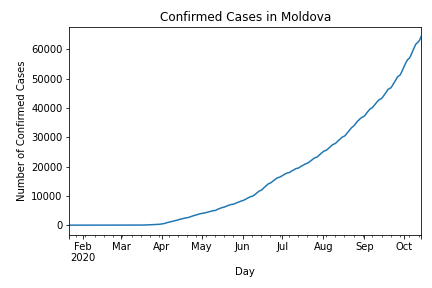 Confirmed Cases in Moldova
Number of Confirmed Cases
60000
50000
40000
30000
20000
10000
0
Feb Mar Apr May Jun Jul Aug Sep Oct
2020
Day